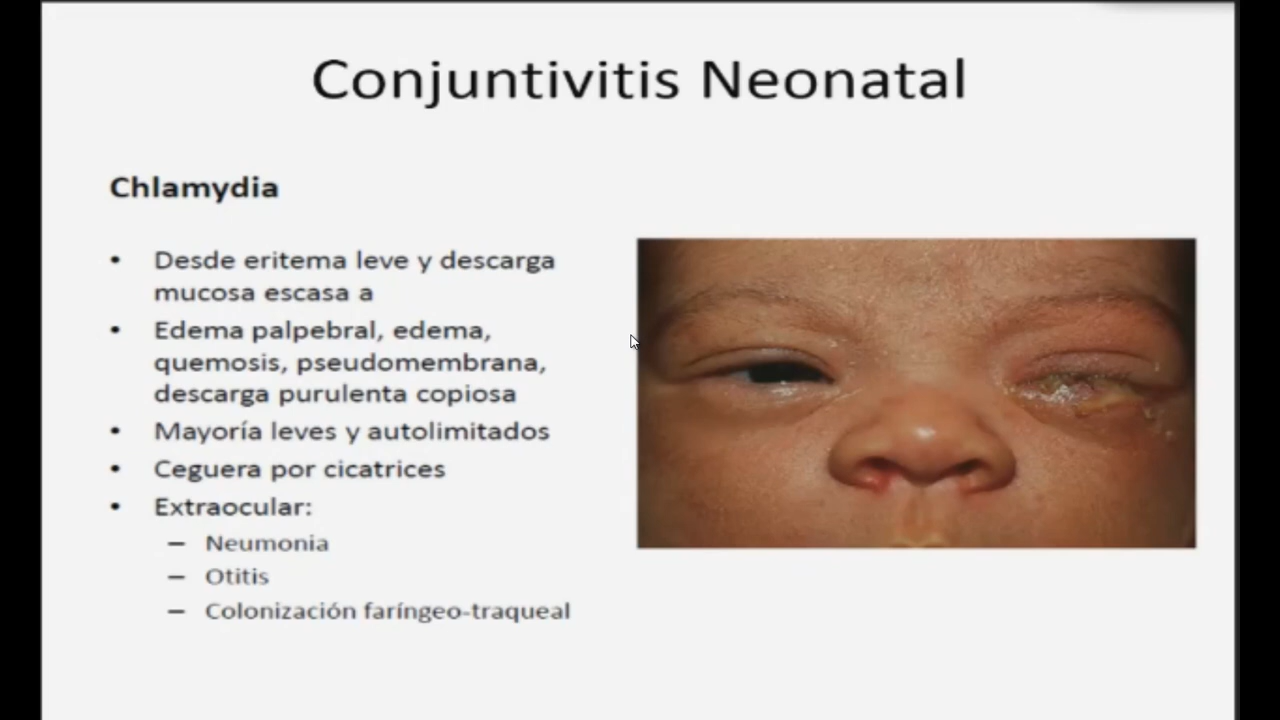 Conjuntivitis Neonatal
Chlamydia
• Desde eritema leve y descarga
mucosa escasa a
• Edema palpebral, edema,
quemosis, pseudomembrana,
descarga purulenta copiosa
• Mayoría leves y autolimitados
• Ceguera por cicatrices
• Extraocular:
– Neumonia
– Otitis
– Colonización faríngeo-traqueal